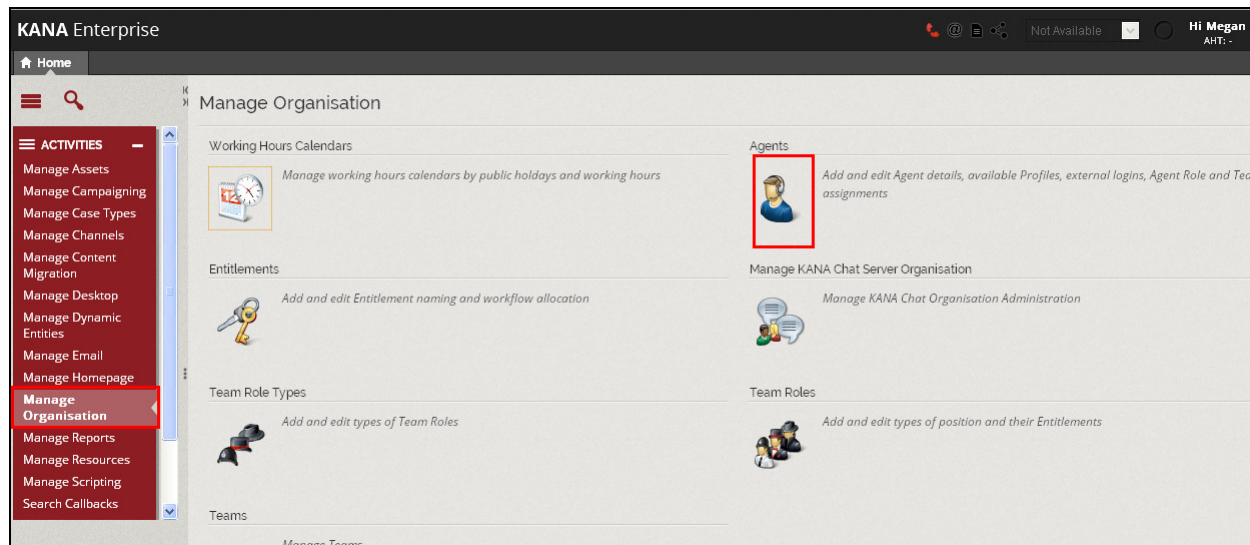 KANA Enterprise
Not Available
Hi Megan
AHT: -
Home
Manage Organisation
ACTIVITIES
Manage Assets
Manage Campaigning
Manage Case Types
Manage Channels
Manage Content
Migration
Manage Desktop
Manage Dynamic
Entities
Manage Email
Manage Homepage
Manage
Organisation
Manage Reports
Manage Resources
Manage Scripting
Search Callbacks
Working Hours Calendars
12
Manage working hours calendars by public holdays and working hours
Agents
Add and edit Agent details, available Profiles, external logins, Agent Role and Tea
assignments
Entitlements
Add and edit Entitlement naming and workflow allocation
Manage KANA Chat Server Organisation
Manage KANA Chat Organisation Administration
Team Role Types
Add and edit types of Team Roles
Team Roles
Add and edit types of position and their Entitlements
Teams
Manage Teams